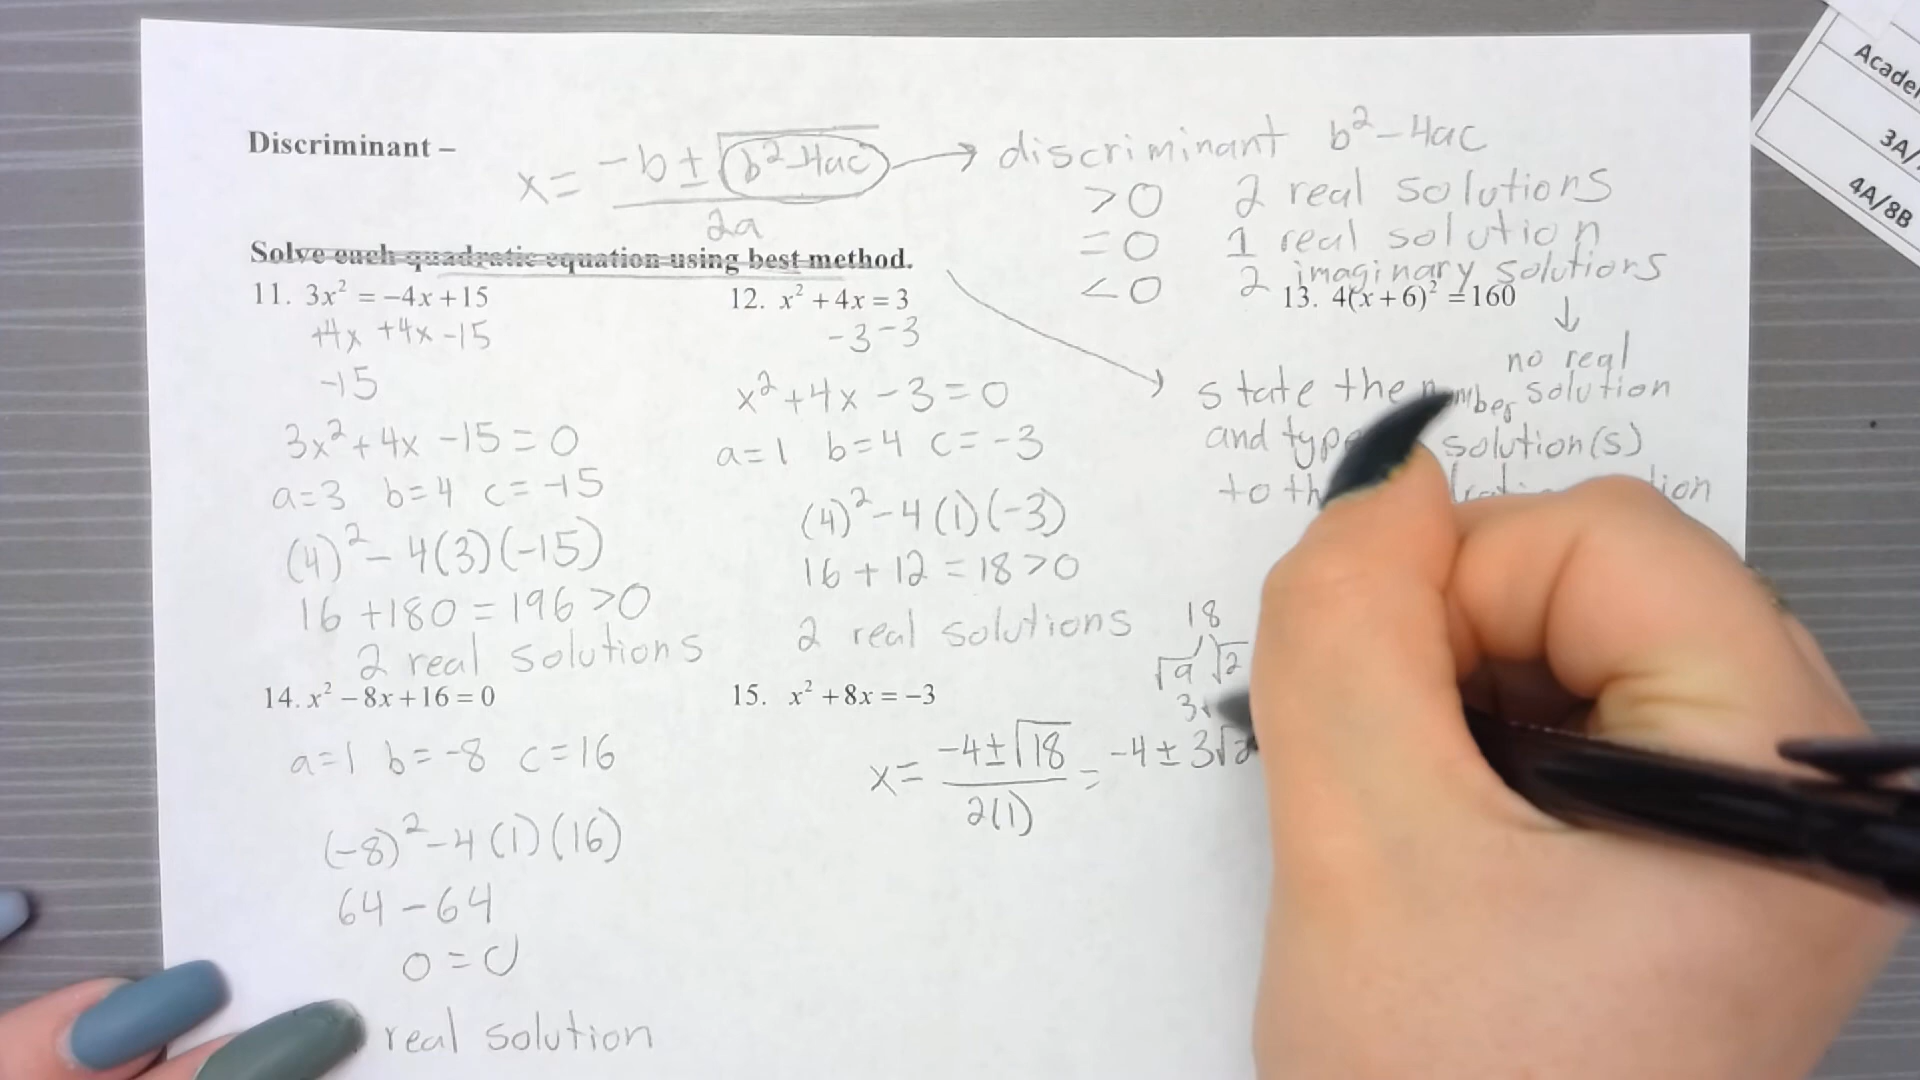 Discriminant –
x = -b ± √b²-4ac / 2a → discriminant b²-4ac
>0 2 real solutions
=0 1 real solution
<0 2 imaginary solutions
↓
no real
solution
Solve each quadratic equation using best method.
state the number
and type solution(s)
to
11. 3x² = −4x+15
+4x +4x -15
-15
3x²+4x -15=0
a=3 b=4 c=-15
(4)²- 4(3)(-15)
16 +180 = 196 >0
2 real solutions
12. x² + 4x = 3
-3 -3
x²+4x -3=0
a=1 b=4 c=-3
(4)²-4(1)(-3)
16 + 12 = 18 >0
2 real solutions
18
√9 √2
3
x = -4±√18 / 2(1) = -4 ± 3√2
13. 4(x+6)² =160
14. x² − 8x+16 = 0
a=1 b=-8 c=16
(-8)²-4(1)(16)
64-64
0=0
real solution
15. x² +8x = −3
3A/
4A/8B